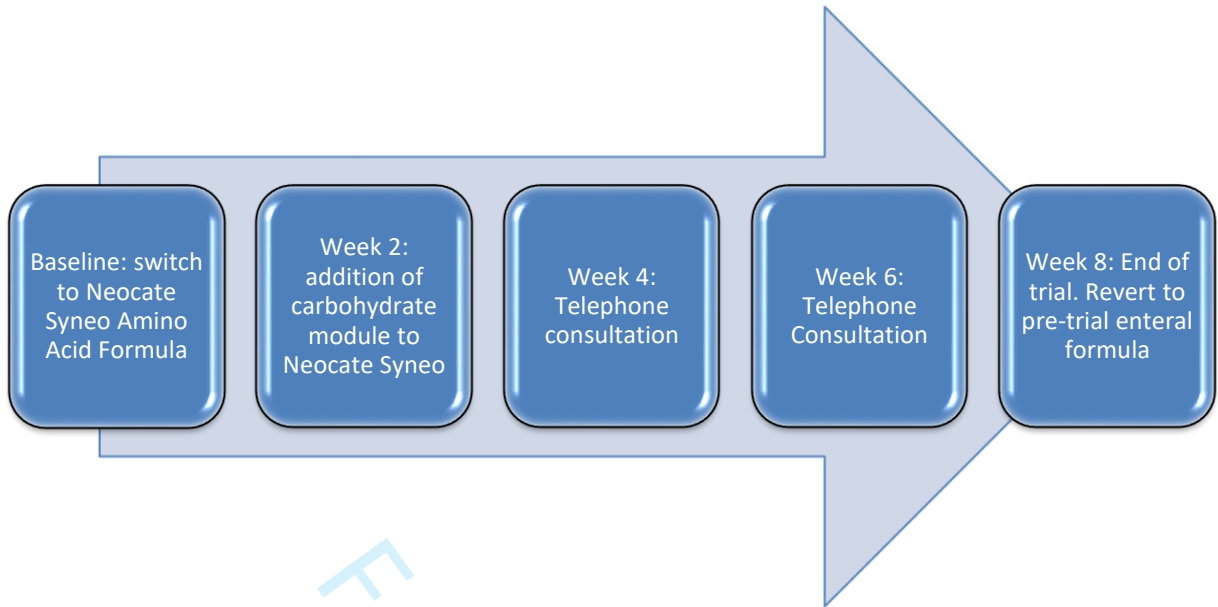 Baseline: switch
to Neocate
Syneo Amino
Acid Formula
Week 2:
addition of
carbohydrate
module to
Neocate Syneo
Week 4:
Telephone
consultation
Week 6:
Telephone
Consultation
Week 8: End of
trial. Revert to
pre-trial enteral
formula
F